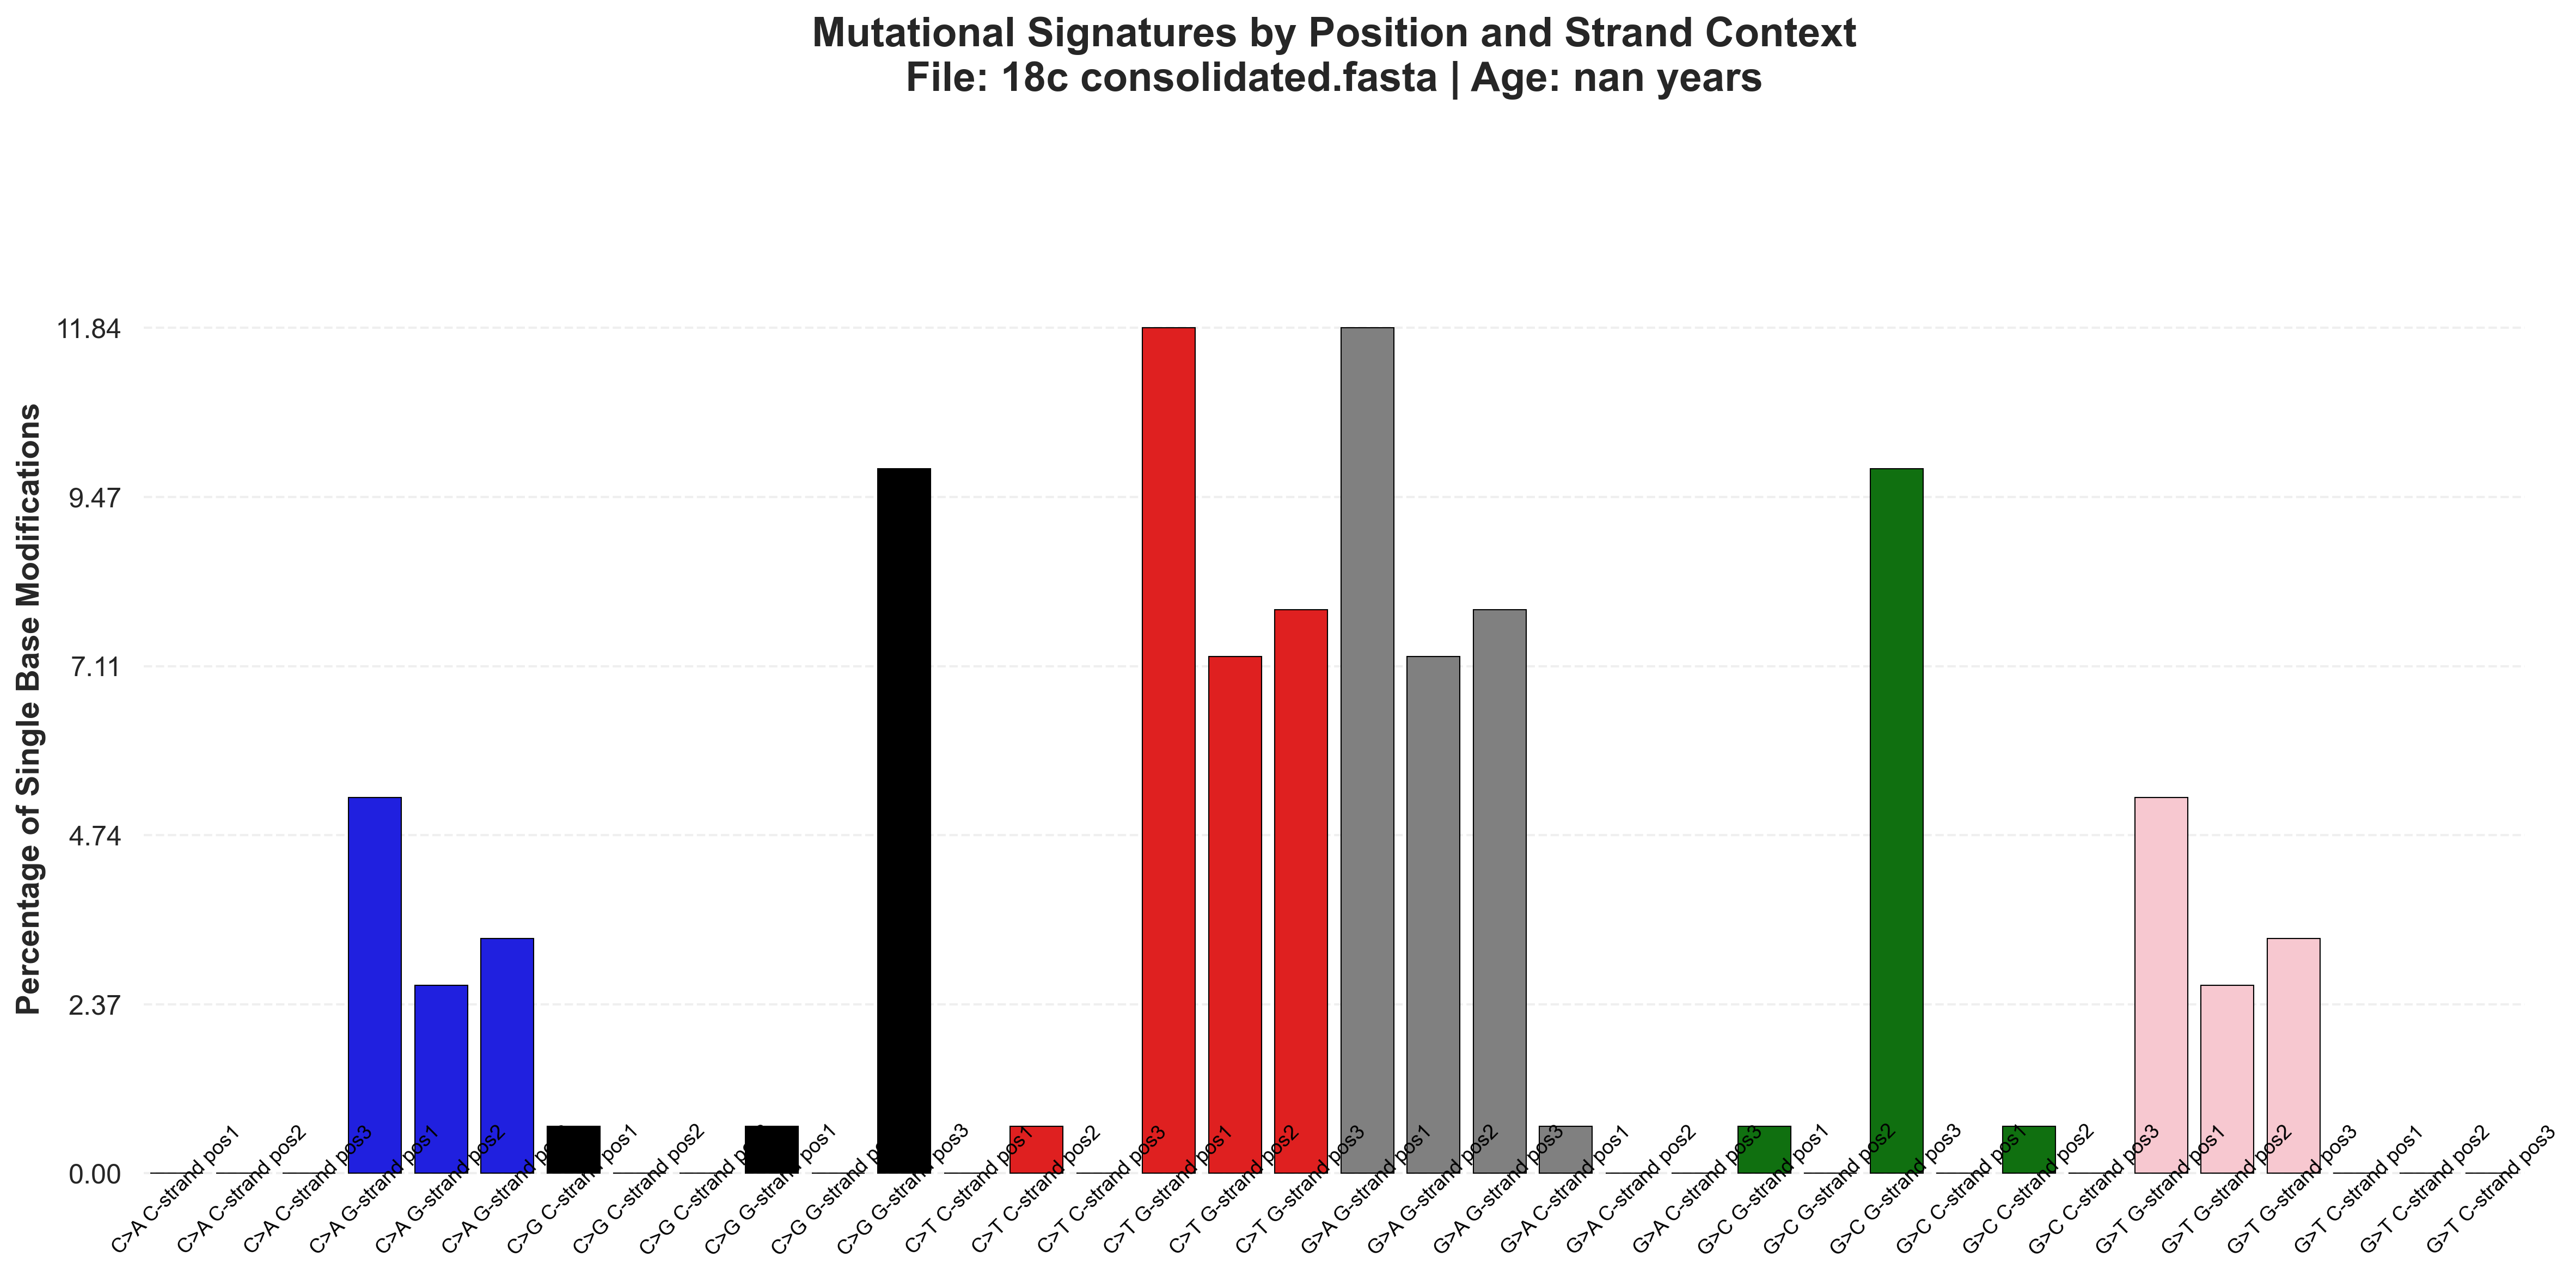 Mutational Signatures by Position and Strand Context
File: 18c consolidated.fasta | Age: nan years
Percentage of Single Base Modifications
11.84
9.47
7.11
4.74
2.37
0.00
C>A C-strand pos1
C>A C-strand pos2
C>A C-strand pos3
C>A G-strand pos1
C>A G-strand pos2
C>A G-strand
C>G C-strand pos1
C>G C-strand pos2
C>G C-strand
C>G G-strand pos1
C>G G-strand
C>G G-strand pos3
C>T C-strand pos1
C>T C-strand pos2
C>T C-strand pos3
C>T G-strand pos1
C>T G-strand pos2
C>T G-strand pos3
G>A G-strand pos1
G>A G-strand pos2
G>A G-strand pos3
G>A C-strand pos1
G>A C-strand pos2
G>A C-strand pos3
G>C G-strand pos1
G>C G-strand pos2
G>C G-strand pos3
G>C C-strand pos1
G>C C-strand pos2
G>C C-strand pos3
G>T G-strand pos1
G>T G-strand pos2
G>T G-strand pos3
G>T C-strand pos1
G>T C-strand pos2
G>T C-strand pos3